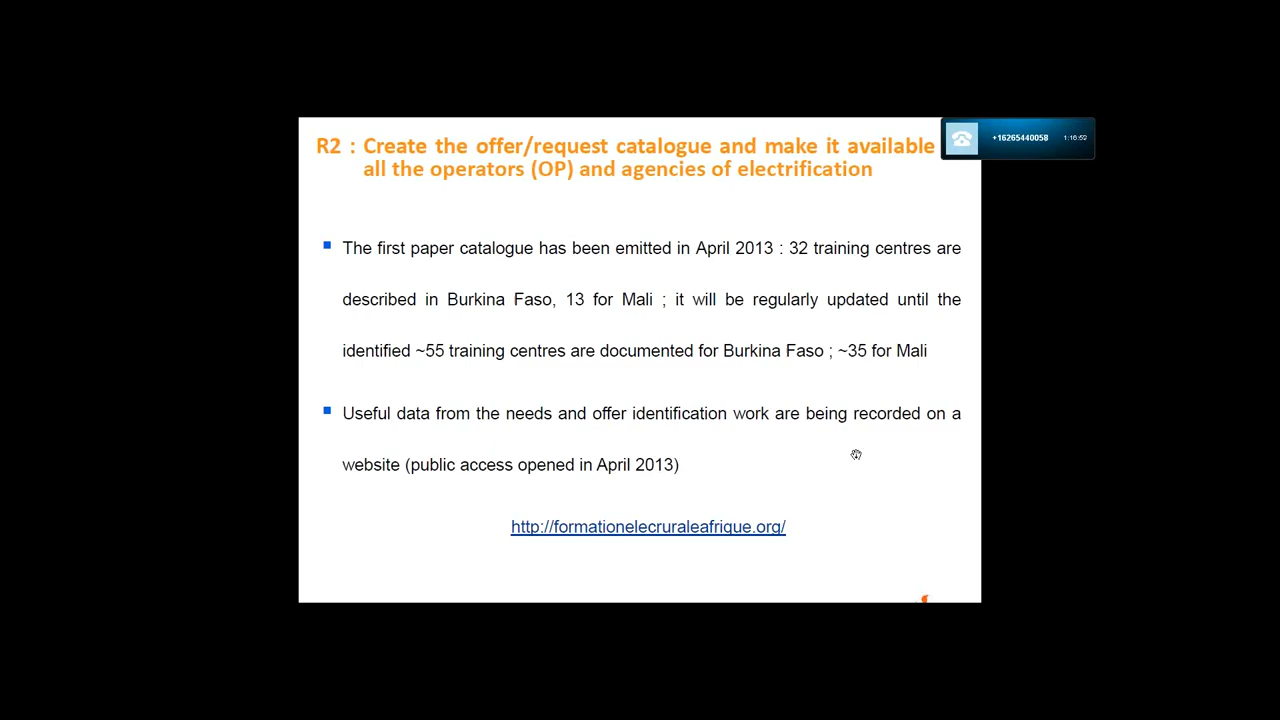 R2 : Create the offer/request catalogue and make it available
all the operators (OP) and agencies of electrification
+16265440058 1:16:52
The first paper catalogue has been emitted in April 2013 : 32 training centres are
described in Burkina Faso, 13 for Mali ; it will be regularly updated until the
identified ~55 training centres are documented for Burkina Faso ; ~35 for Mali
Useful data from the needs and offer identification work are being recorded on a
website (public access opened in April 2013)
http://formationelecruraleafrique.org/